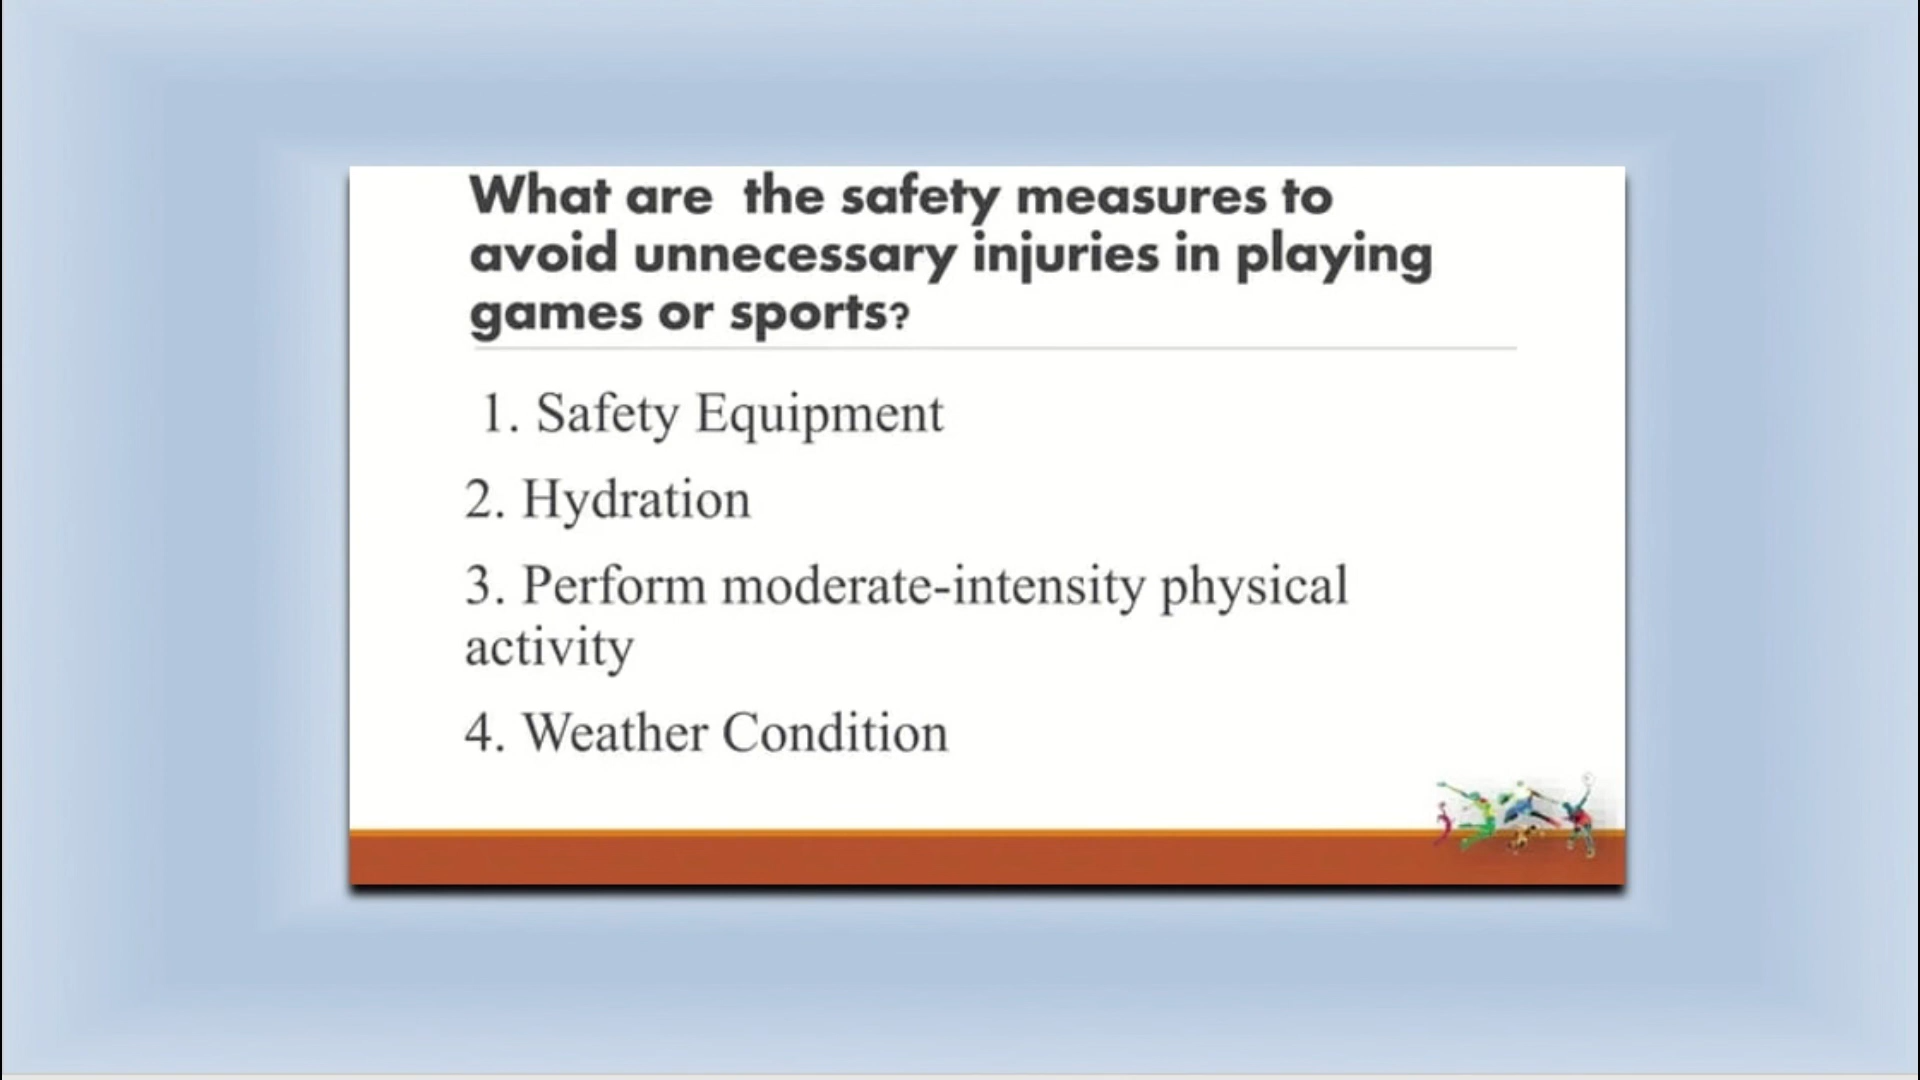 What are the safety measures to
avoid unnecessary injuries in playing
games or sports?
1. Safety Equipment
2. Hydration
3. Perform moderate-intensity physical
activity
4. Weather Condition